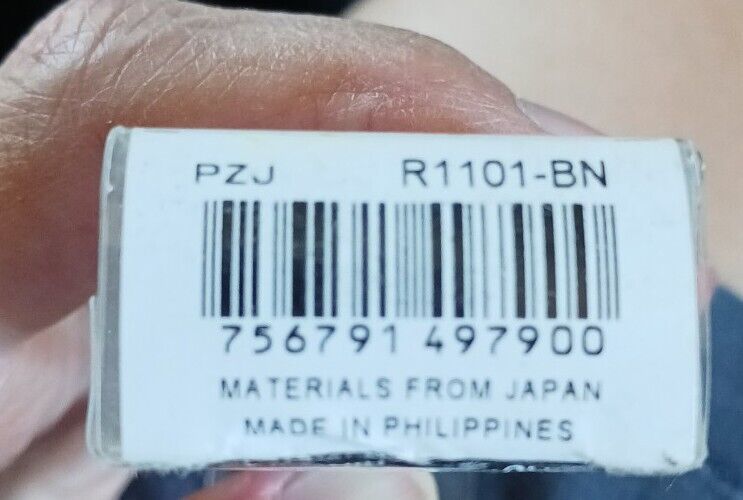 PZJ R1101-BN
756791 497900
MATERIALS FROM JAPAN
MADE IN PHILIPPINES